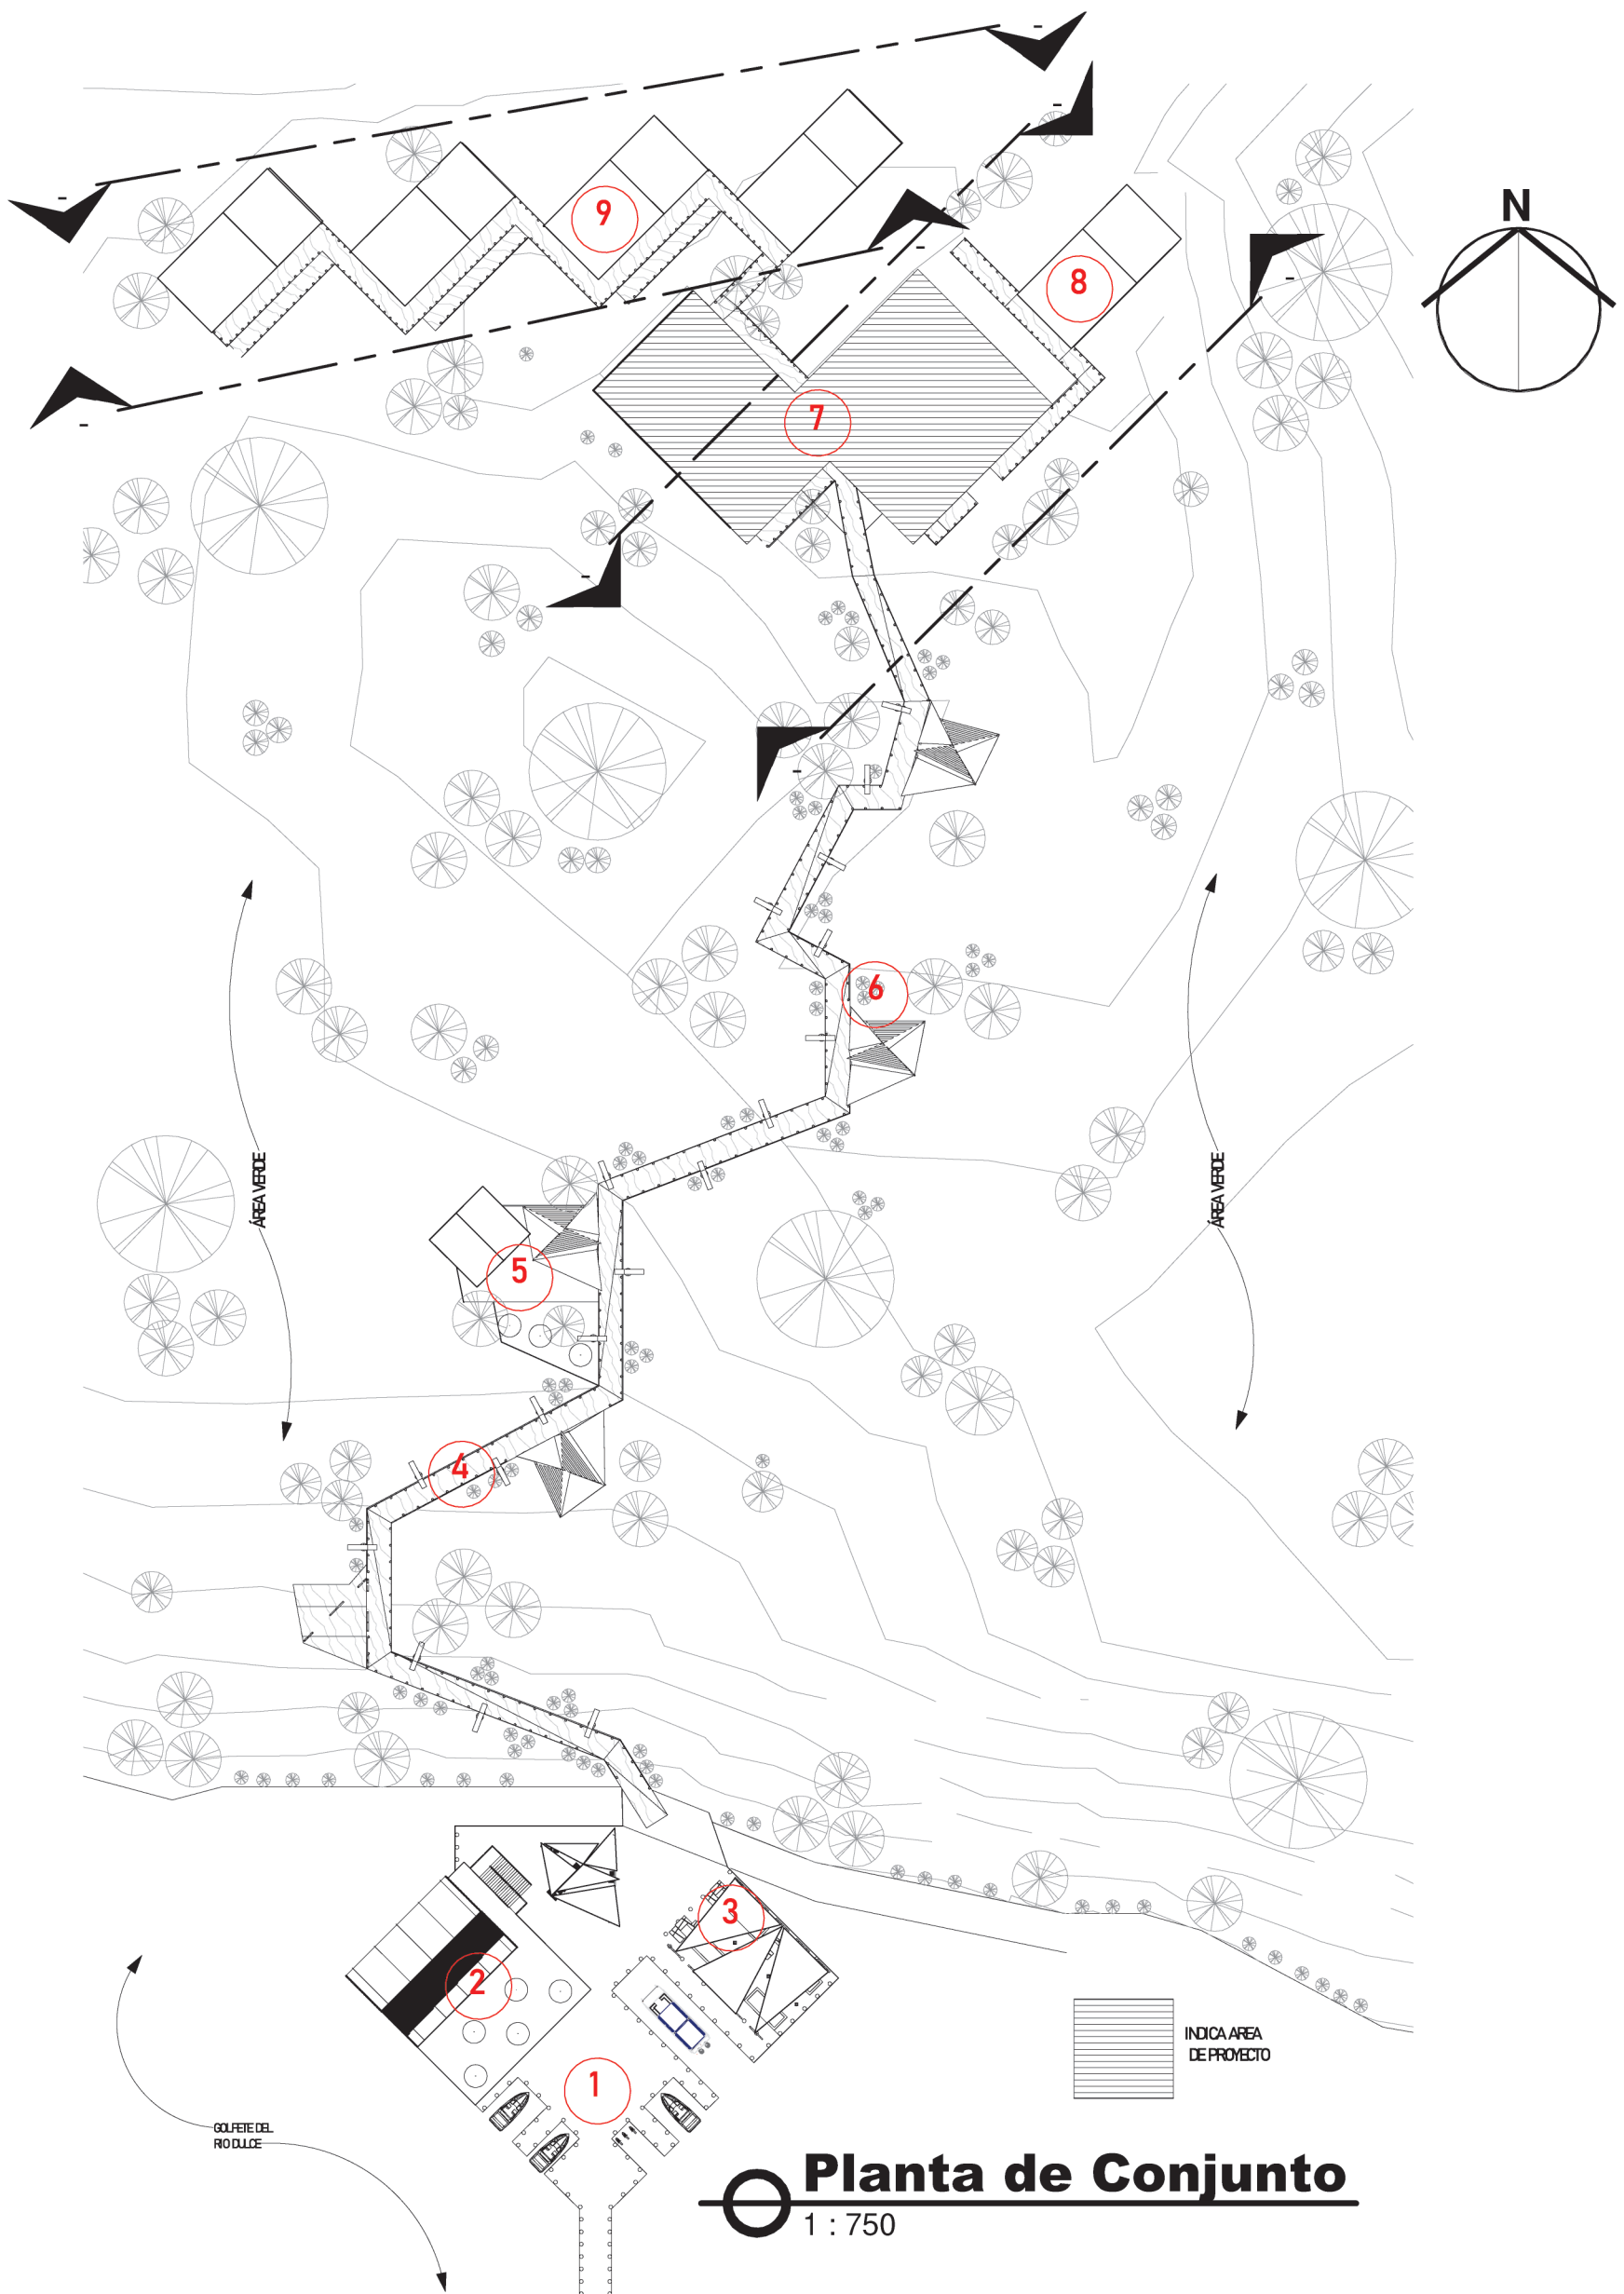 N
9
8
7
6
ÁREA VERDE
ÁREA VERDE
5
4
3
2
1
INDICA AREA
DE PROYECTO
GOLFETE DEL
RIO DULCE
Planta de Conjunto
1 : 750